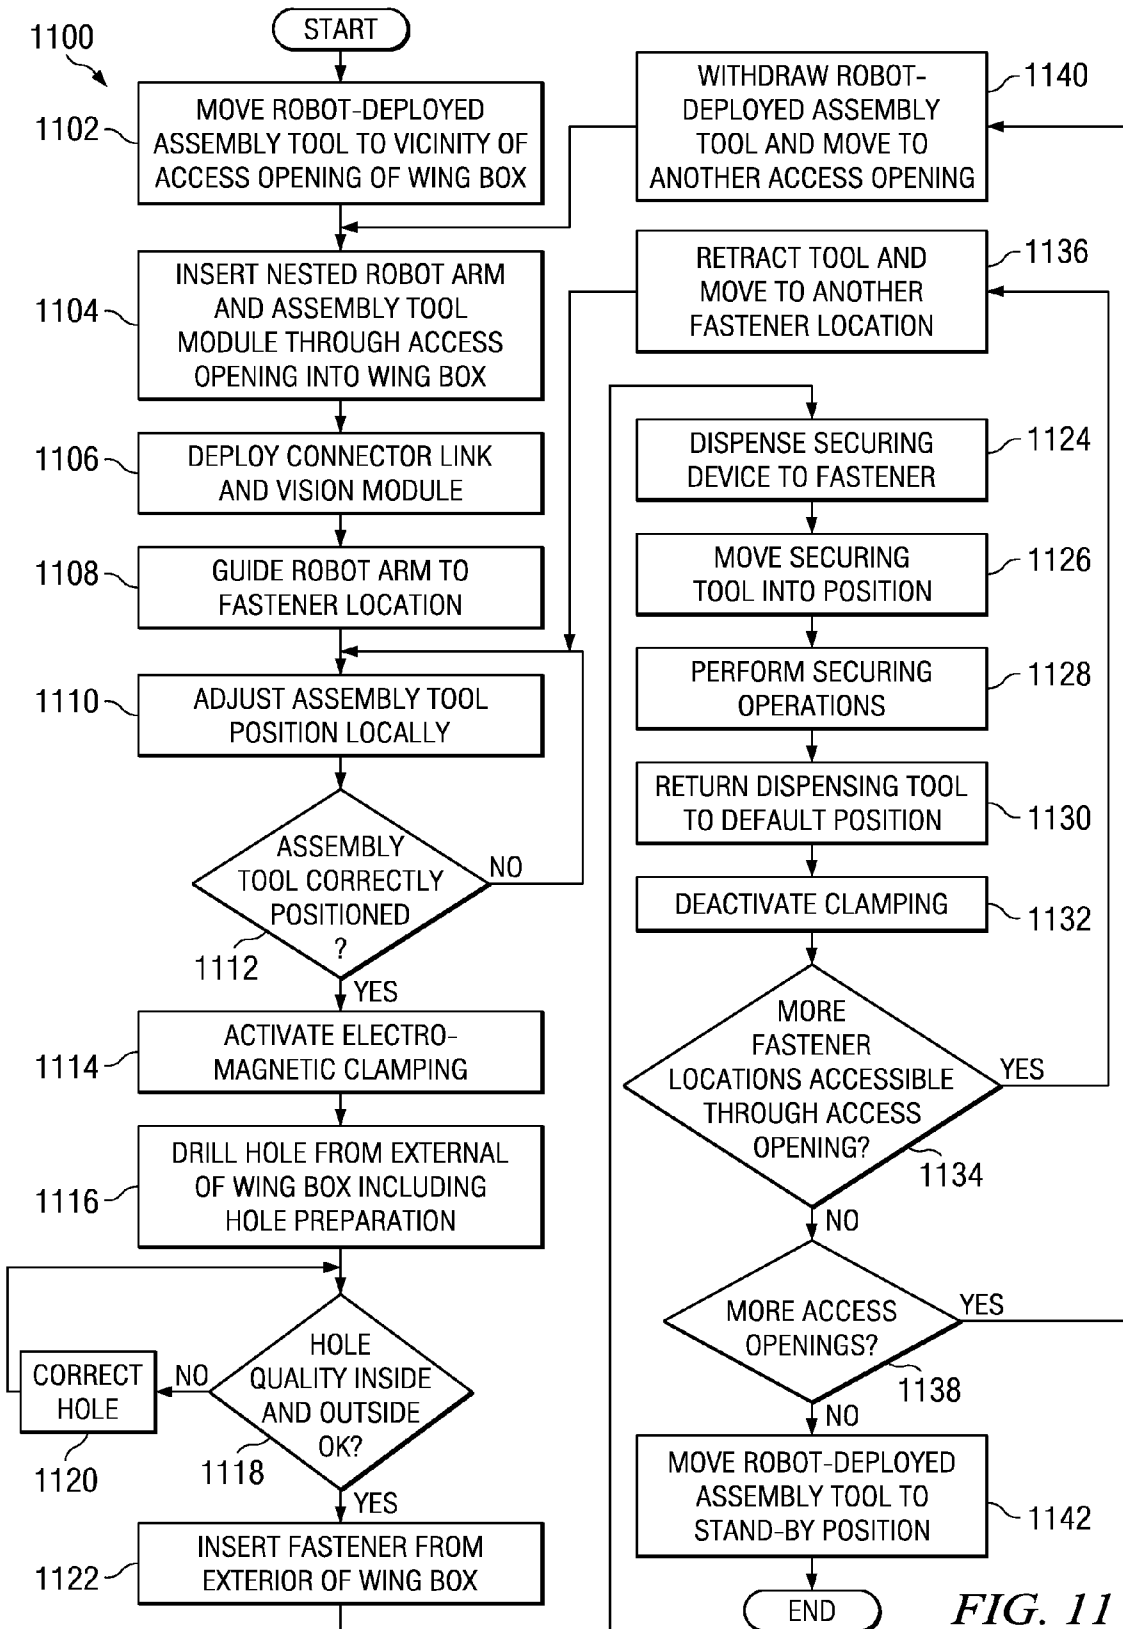 START
1100
1102
MOVE ROBOT-DEPLOYED
ASSEMBLY TOOL TO VICINITY OF
ACCESS OPENING OF WING BOX
1104
INSERT NESTED ROBOT ARM
AND ASSEMBLY TOOL
MODULE THROUGH ACCESS
OPENING INTO WING BOX
1106
DEPLOY CONNECTOR LINK
AND VISION MODULE
1108
GUIDE ROBOT ARM TO
FASTENER LOCATION
1110
ADJUST ASSEMBLY TOOL
POSITION LOCALLY
ASSEMBLY
TOOL CORRECTLY
POSITIONED
?
NO
1112
YES
1114
ACTIVATE ELECTRO-
MAGNETIC CLAMPING
1116
DRILL HOLE FROM EXTERNAL
OF WING BOX INCLUDING
HOLE PREPARATION
HOLE
QUALITY INSIDE
AND OUTSIDE
OK?
NO
CORRECT
HOLE
1120
1118
YES
1122
INSERT FASTENER FROM
EXTERIOR OF WING BOX
WITHDRAW ROBOT-
DEPLOYED ASSEMBLY
TOOL AND MOVE TO
ANOTHER ACCESS OPENING
1140
RETRACT TOOL AND
MOVE TO ANOTHER
FASTENER LOCATION
1136
DISPENSE SECURING
DEVICE TO FASTENER
1124
MOVE SECURING
TOOL INTO POSITION
1126
PERFORM SECURING
OPERATIONS
1128
RETURN DISPENSING TOOL
TO DEFAULT POSITION
1130
DEACTIVATE CLAMPING
1132
MORE
FASTENER
LOCATIONS ACCESSIBLE
THROUGH ACCESS
OPENING?
YES
1134
NO
MORE ACCESS
OPENINGS?
YES
1138
NO
MOVE ROBOT-DEPLOYED
ASSEMBLY TOOL TO
STAND-BY POSITION
1142
END
FIG. 11